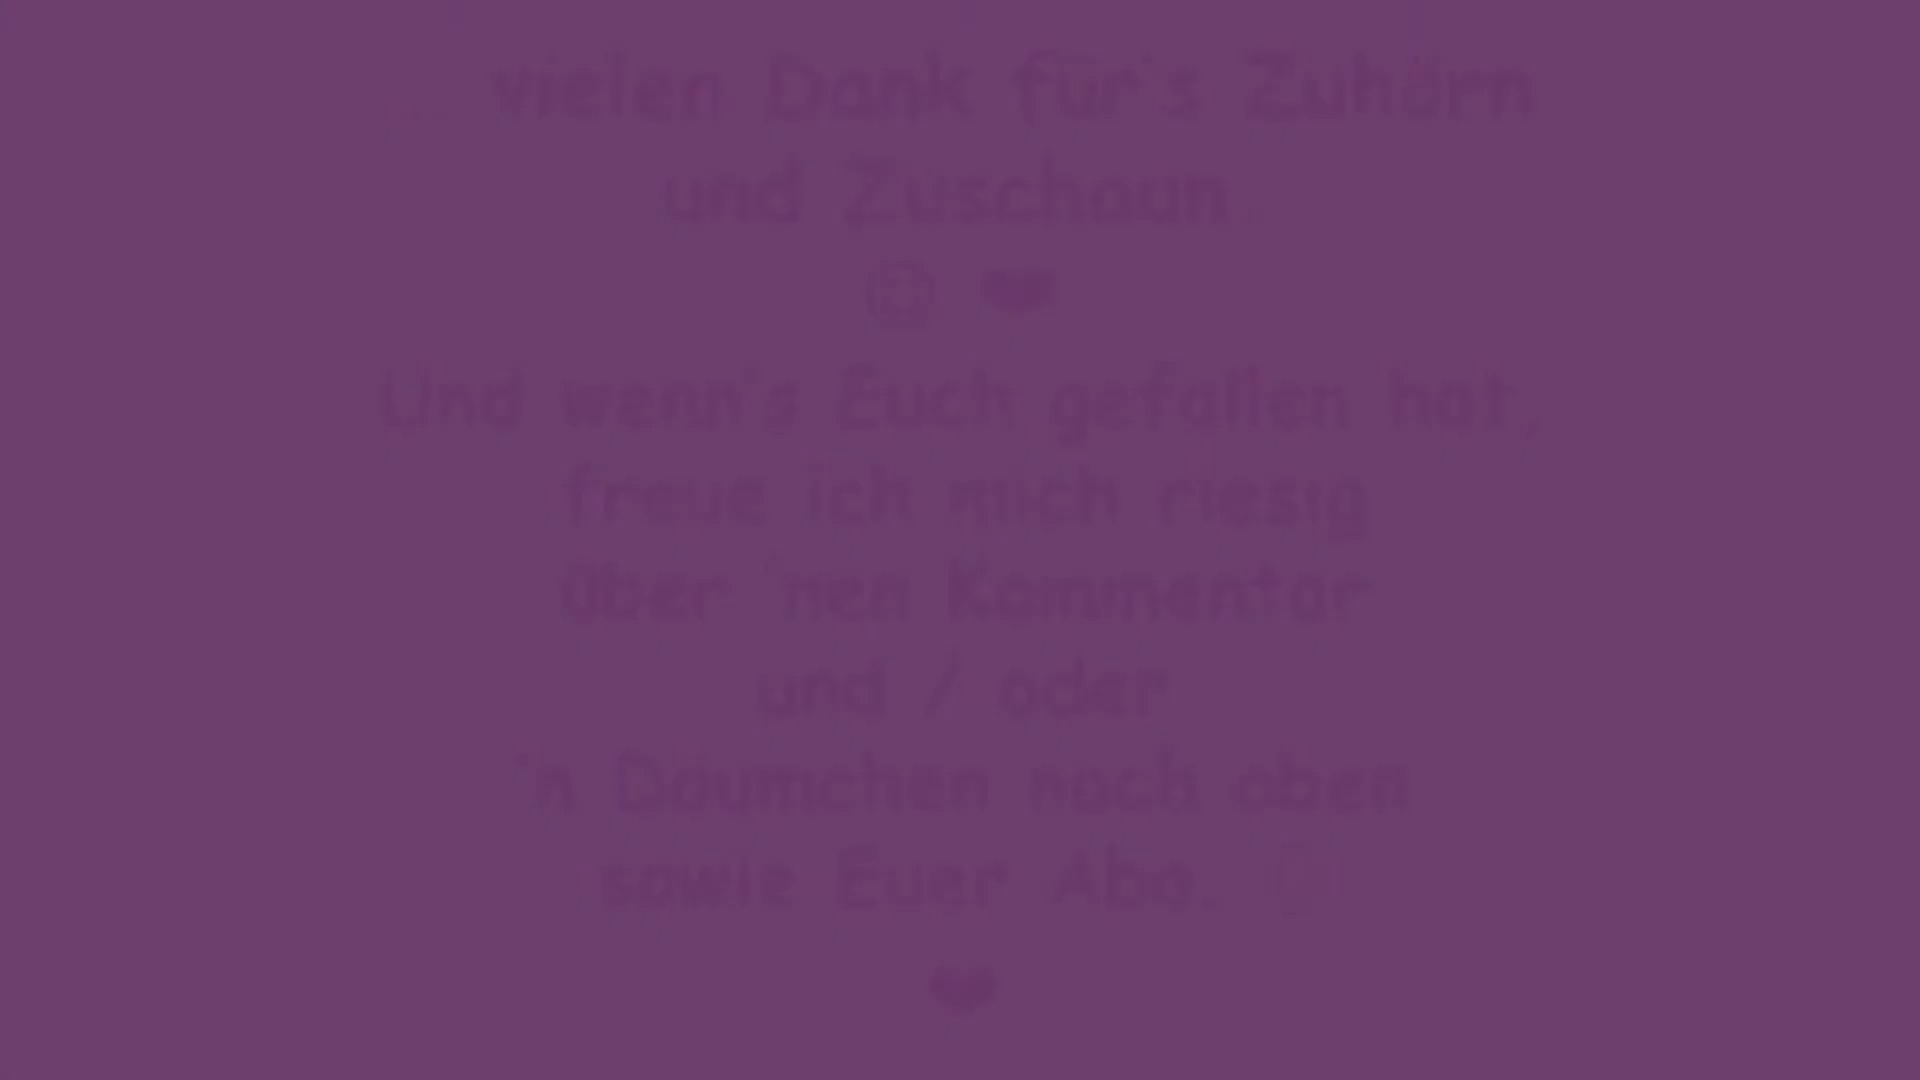 ... vielen Dank für's Zuhörn
und Zuschaun.
😊 ❤
Und wenn's Euch gefallen hat,
freue ich mich riesig
über 'nen Kommentar
und / oder
'n Däumchen nach oben
sowie Euer Abo.
❤